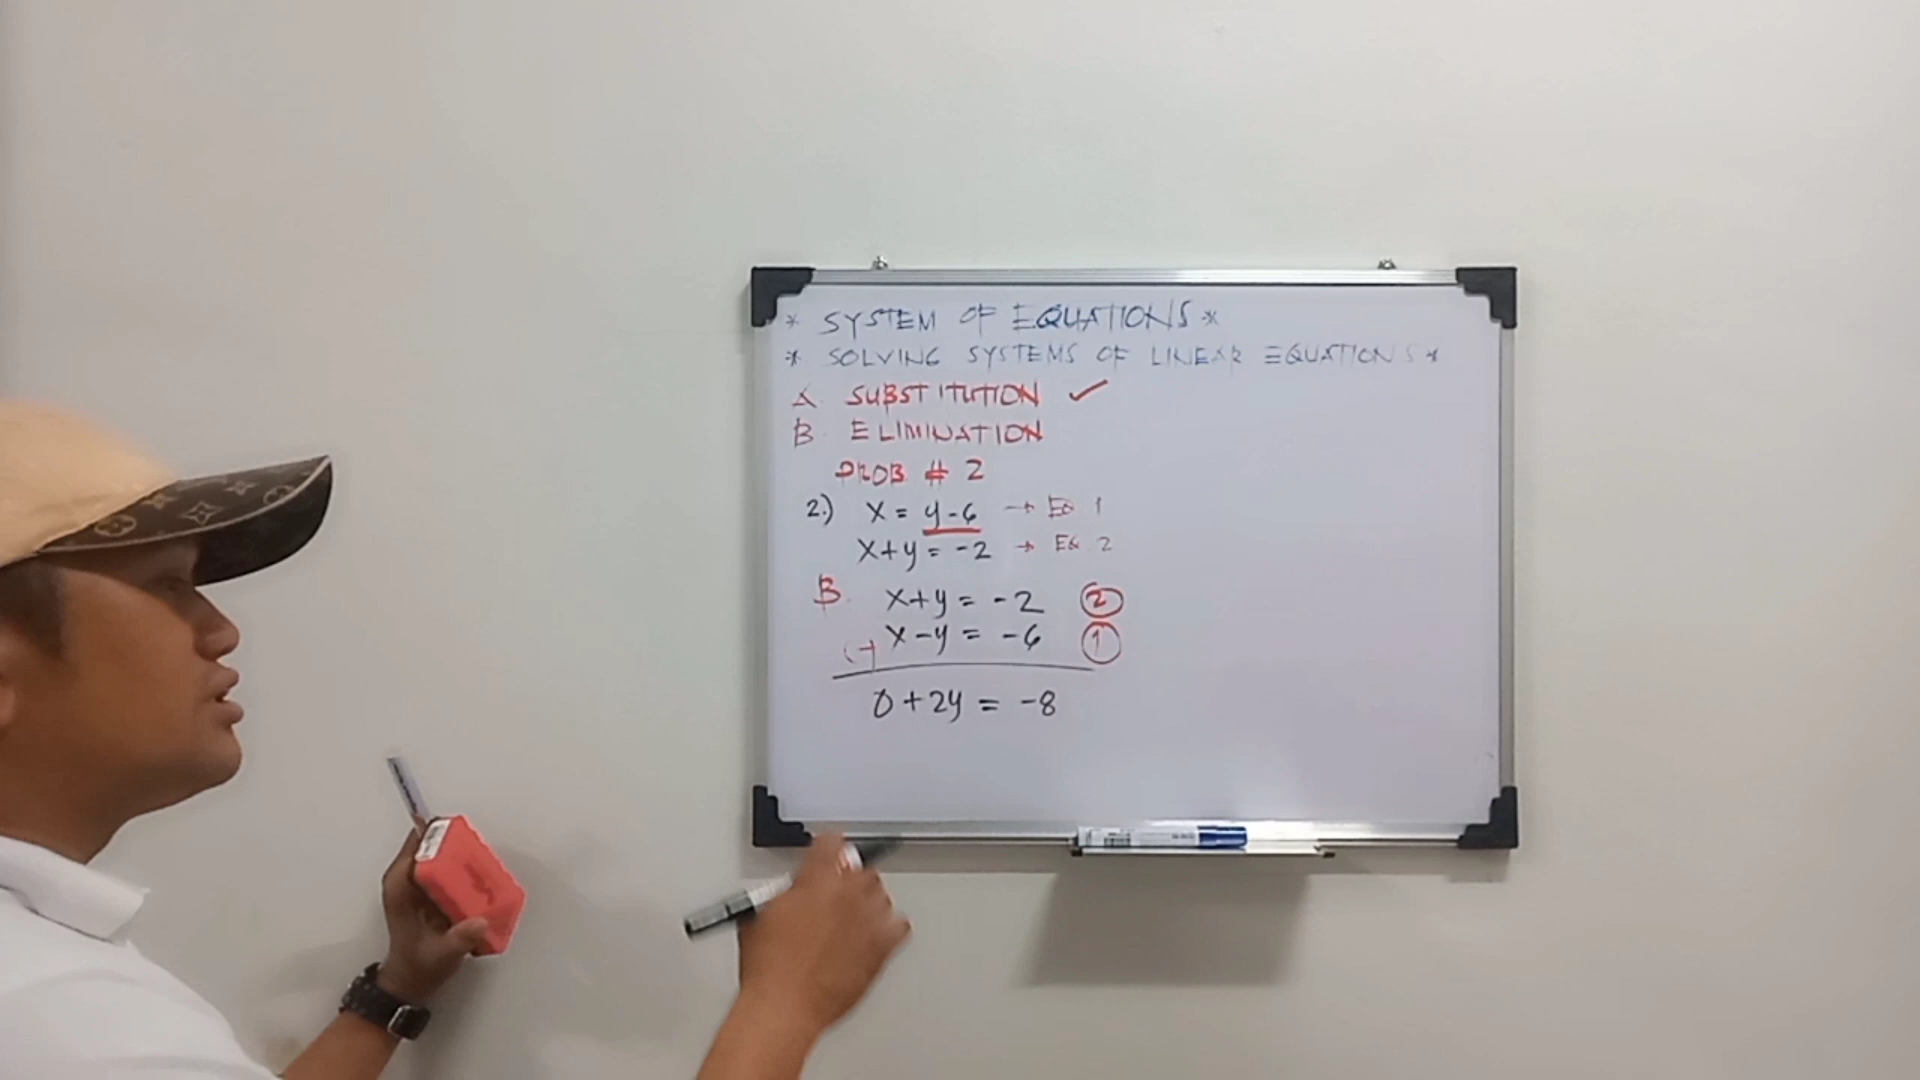 * SYSTEM OF EQUATIONS *
* SOLVING SYSTEMS OF LINEAR EQUATIONS *
A. SUBSTITUTION ✓
B. ELIMINATION
PROB # 2
2.) x = y - 6 → EQ 1
x + y = -2 → EQ 2
B. x + y = -2 ②
(-) x - y = -6 ①
0 + 2y = -8